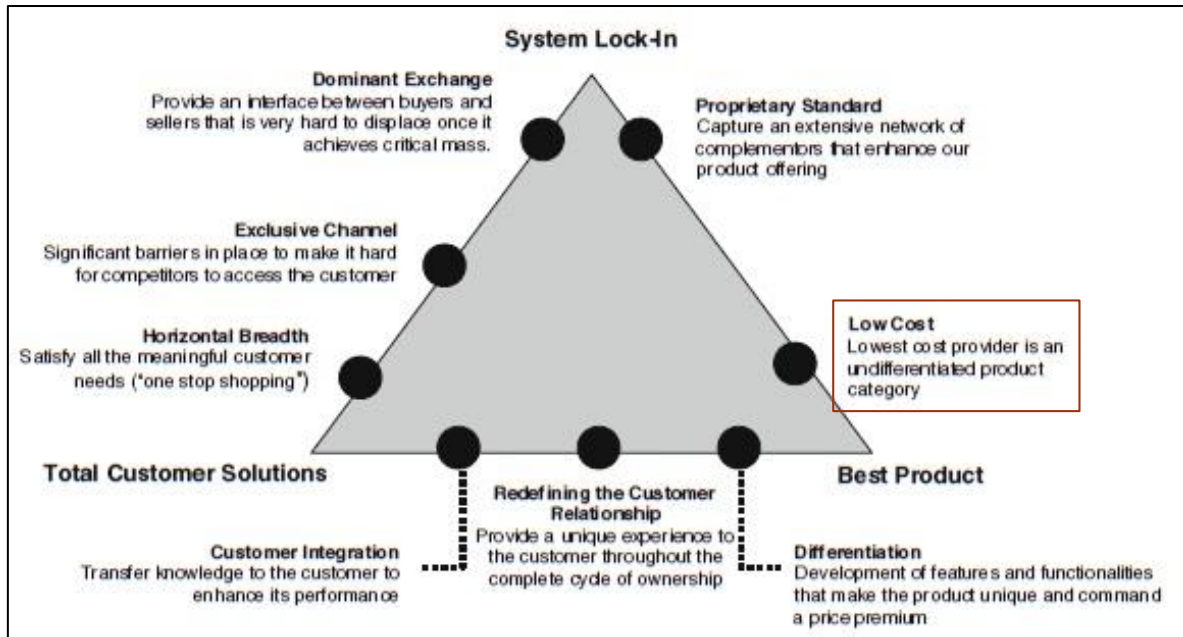 System Lock-In
Dominant Exchange
Provide an interface between buyers and
sellers that is very hard to displace once it
achieves critical mass.
Proprietary Standard
Capture an extensive network of
complementors that enhance our
product offering
Exclusive Channel
Significant barriers in place to make it hard
for competitors to access the customer
Horizontal Breadth
Satisfy all the meaningful customer
needs ("one stop shopping")
Low Cost
Lowest cost provider is an
undifferentiated product
category
Total Customer Solutions
Best Product
Redefining the Customer
Relationship
Provide a unique experience to
the customer throughout the
complete cycle of ownership
Customer Integration
Transfer knowledge to the customer to
enhance its performance
Differentiation
Development of features and functionalities
that make the product unique and command
a price premium